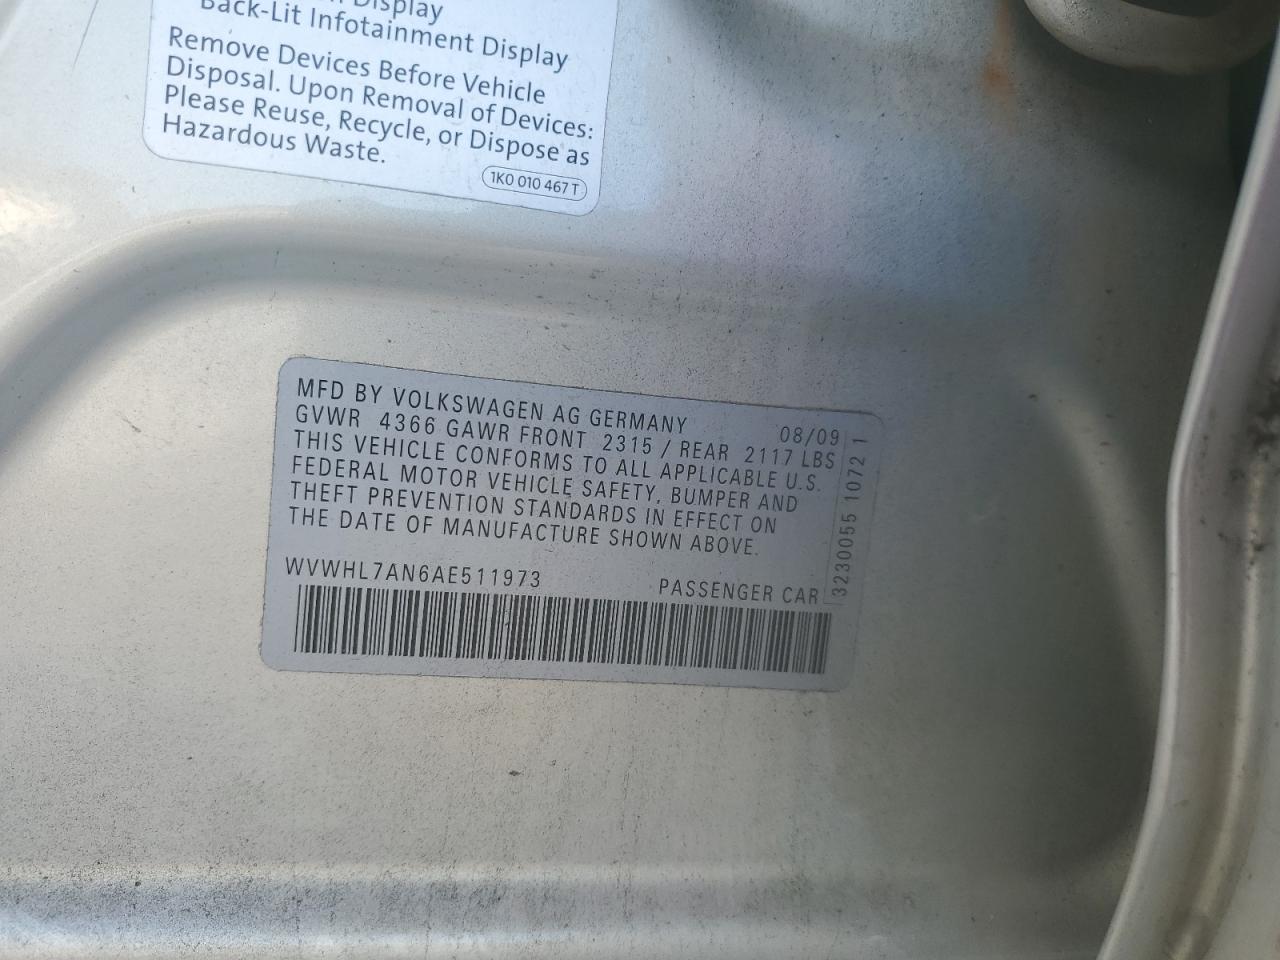 Display
Back-Lit Infotainment Display
Remove Devices Before Vehicle
Disposal. Upon Removal of Devices:
Please Reuse, Recycle, or Dispose as
Hazardous Waste.
1K0 010 467 T
MFD BY VOLKSWAGEN AG GERMANY 08/09
GVWR 4366 GAWR FRONT 2315 / REAR 2117 LBS
THIS VEHICLE CONFORMS TO ALL APPLICABLE U.S.
FEDERAL MOTOR VEHICLE SAFETY, BUMPER AND
THEFT PREVENTION STANDARDS IN EFFECT ON
THE DATE OF MANUFACTURE SHOWN ABOVE.
WVWHL7AN6AE511973 PASSENGER CAR
3230055 10721